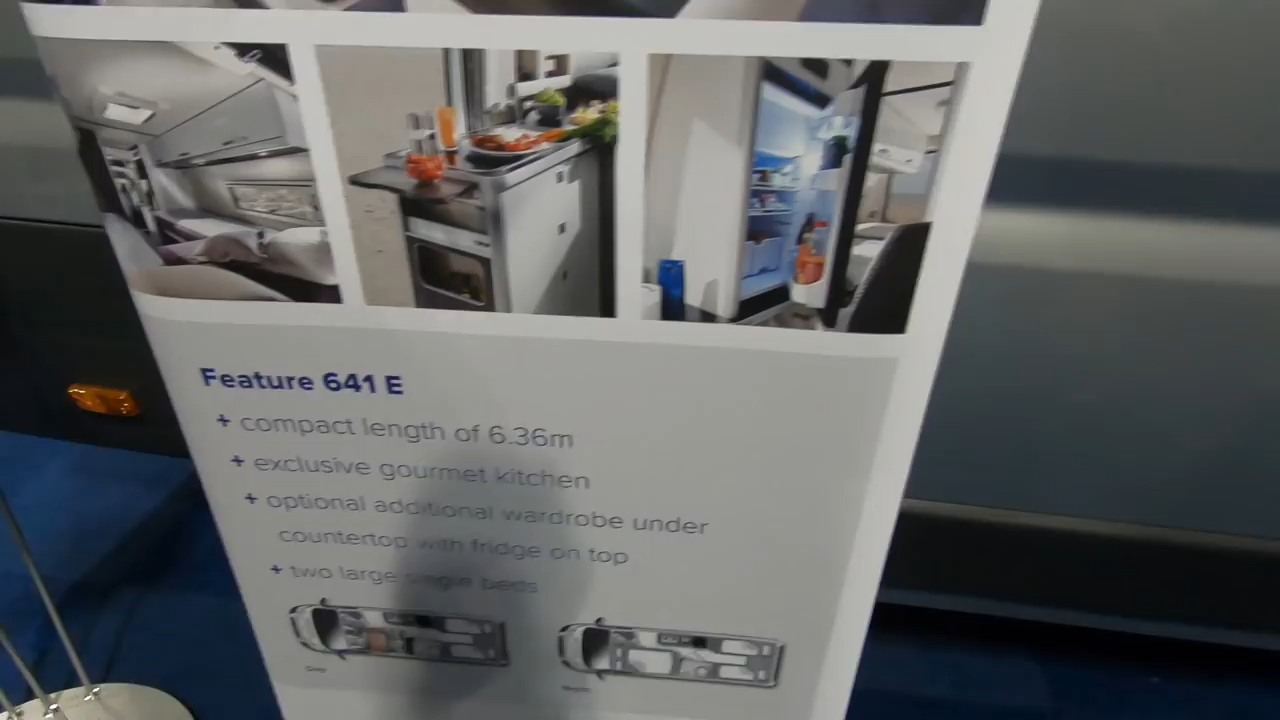 Feature 641 E
+ compact length of 6.36m
+ exclusive gourmet kitchen
+ optional additional wardrobe under
countertop with fridge on top
+ two large single beds